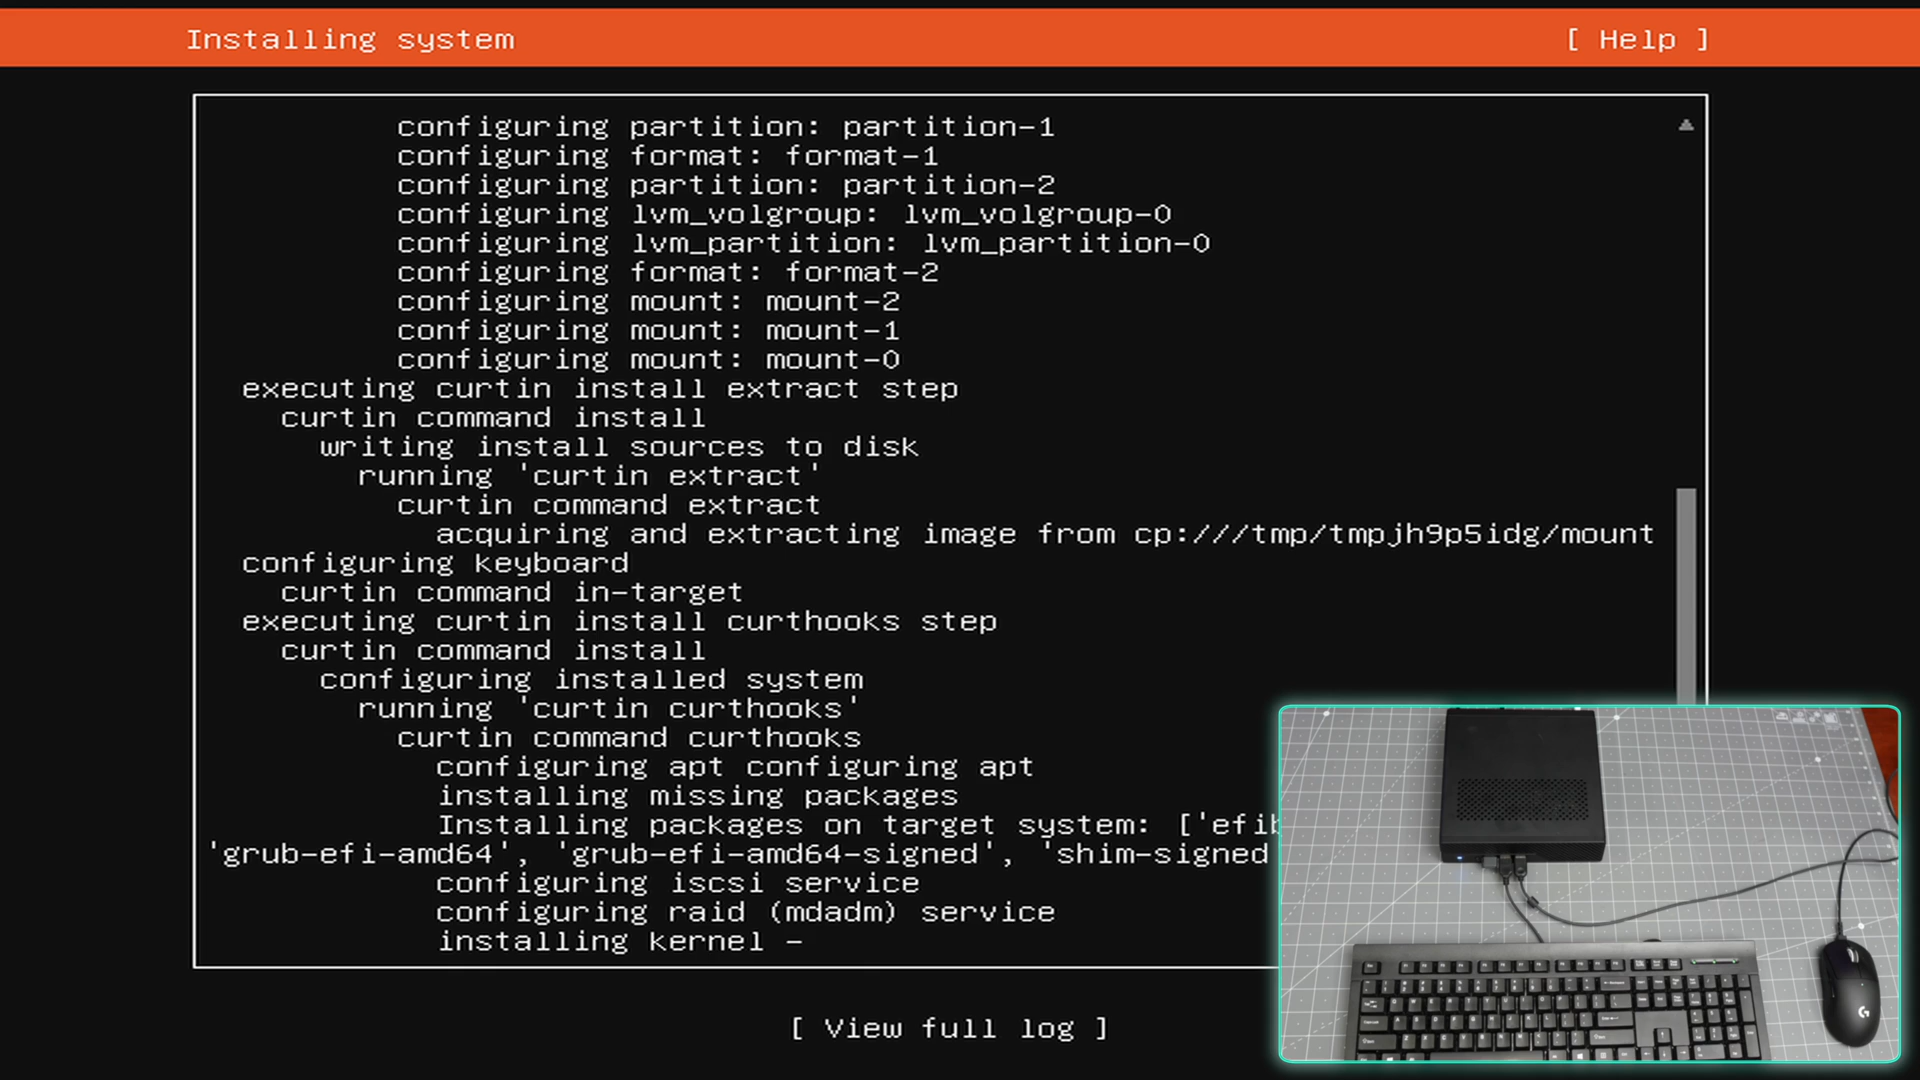 Installing system
[ Help ]
configuring partition: partition-1
configuring format: format-1
configuring partition: partition-2
configuring lvm_volgroup: lvm_volgroup-0
configuring lvm_partition: lvm_partition-0
configuring format: format-2
configuring mount: mount-2
configuring mount: mount-1
configuring mount: mount-0
executing curtin install extract step
curtin command install
writing install sources to disk
running 'curtin extract'
curtin command extract
acquiring and extracting image from cp:///tmp/tmpjh9p5idg/mount
configuring keyboard
curtin command in-target
executing curtin install curthooks step
curtin command install
configuring installed system
running 'curtin curthooks'
curtin command curthooks
configuring apt configuring apt
installing missing packages
Installing packages on target system: ['efib
'grub-efi-amd64', 'grub-efi-amd64-signed', 'shim-signed
configuring iscsi service
configuring raid (mdadm) service
installing kernel -
[ View full log ]